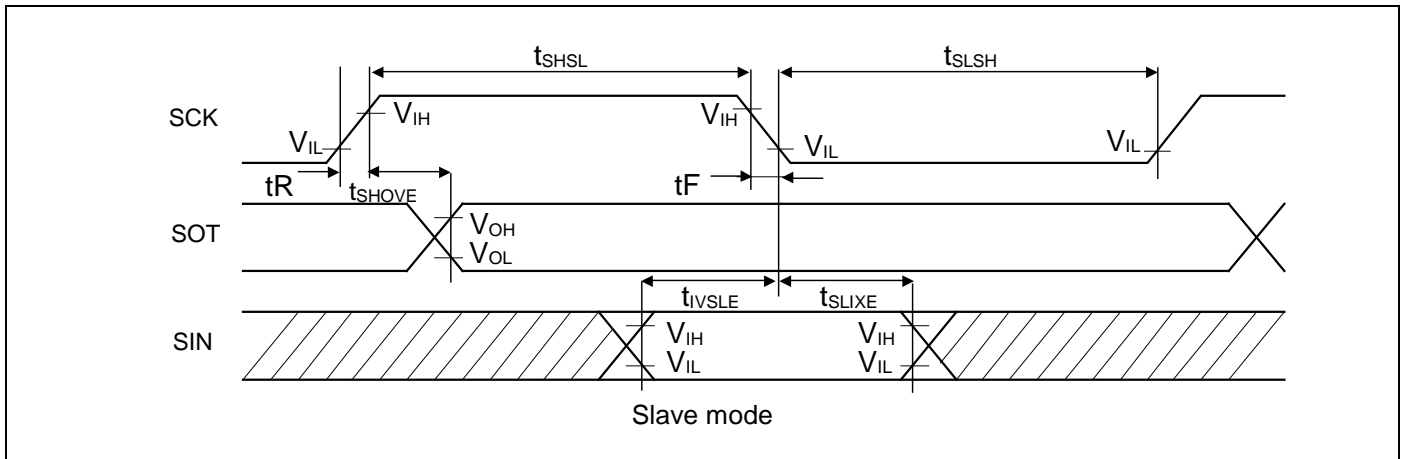 tSHSL tSLSH
SCK VIH VIH
VIL VIL VIL
tR tSHOVE tF
SOT VOH
VOL
tIVSLE tSLIXE
SIN VIH VIH
VIL VIL
Slave mode